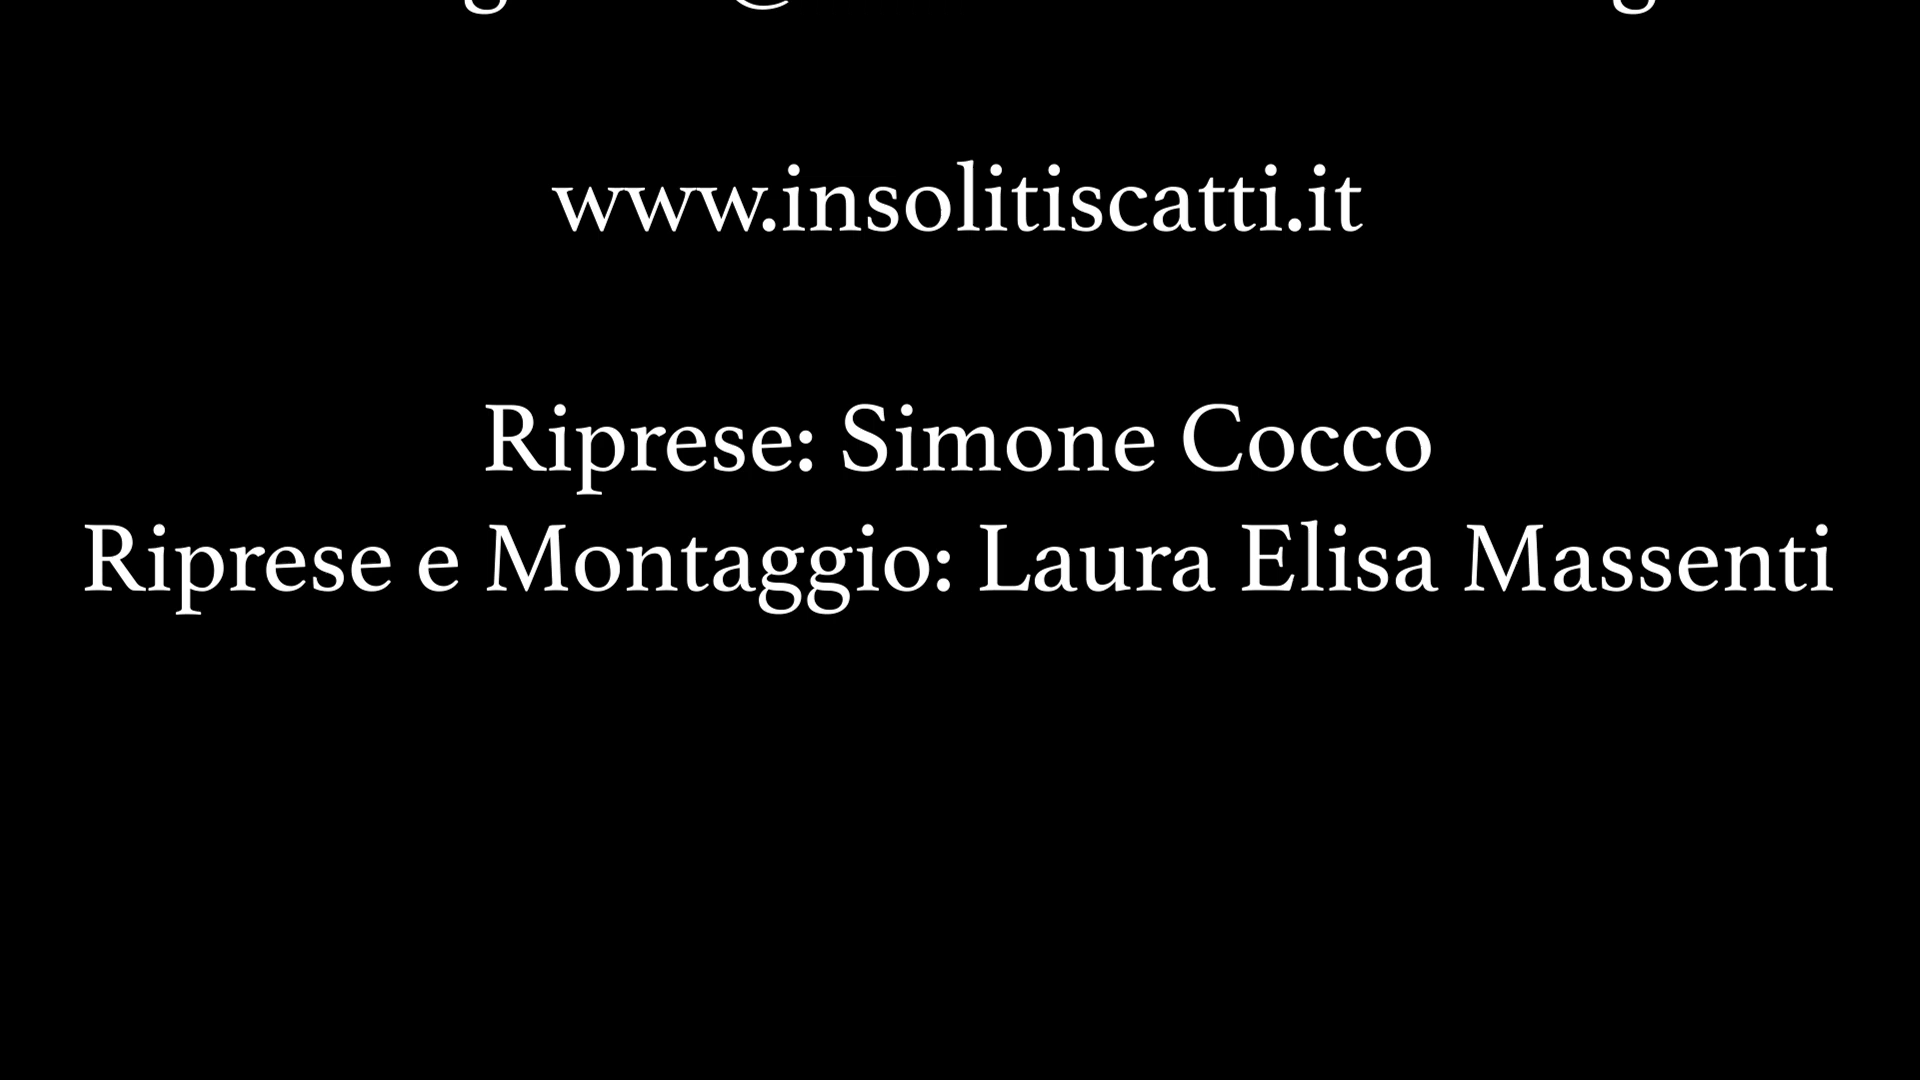 www.insolitiscatti.it
Riprese: Simone Cocco
Riprese e Montaggio: Laura Elisa Massenti